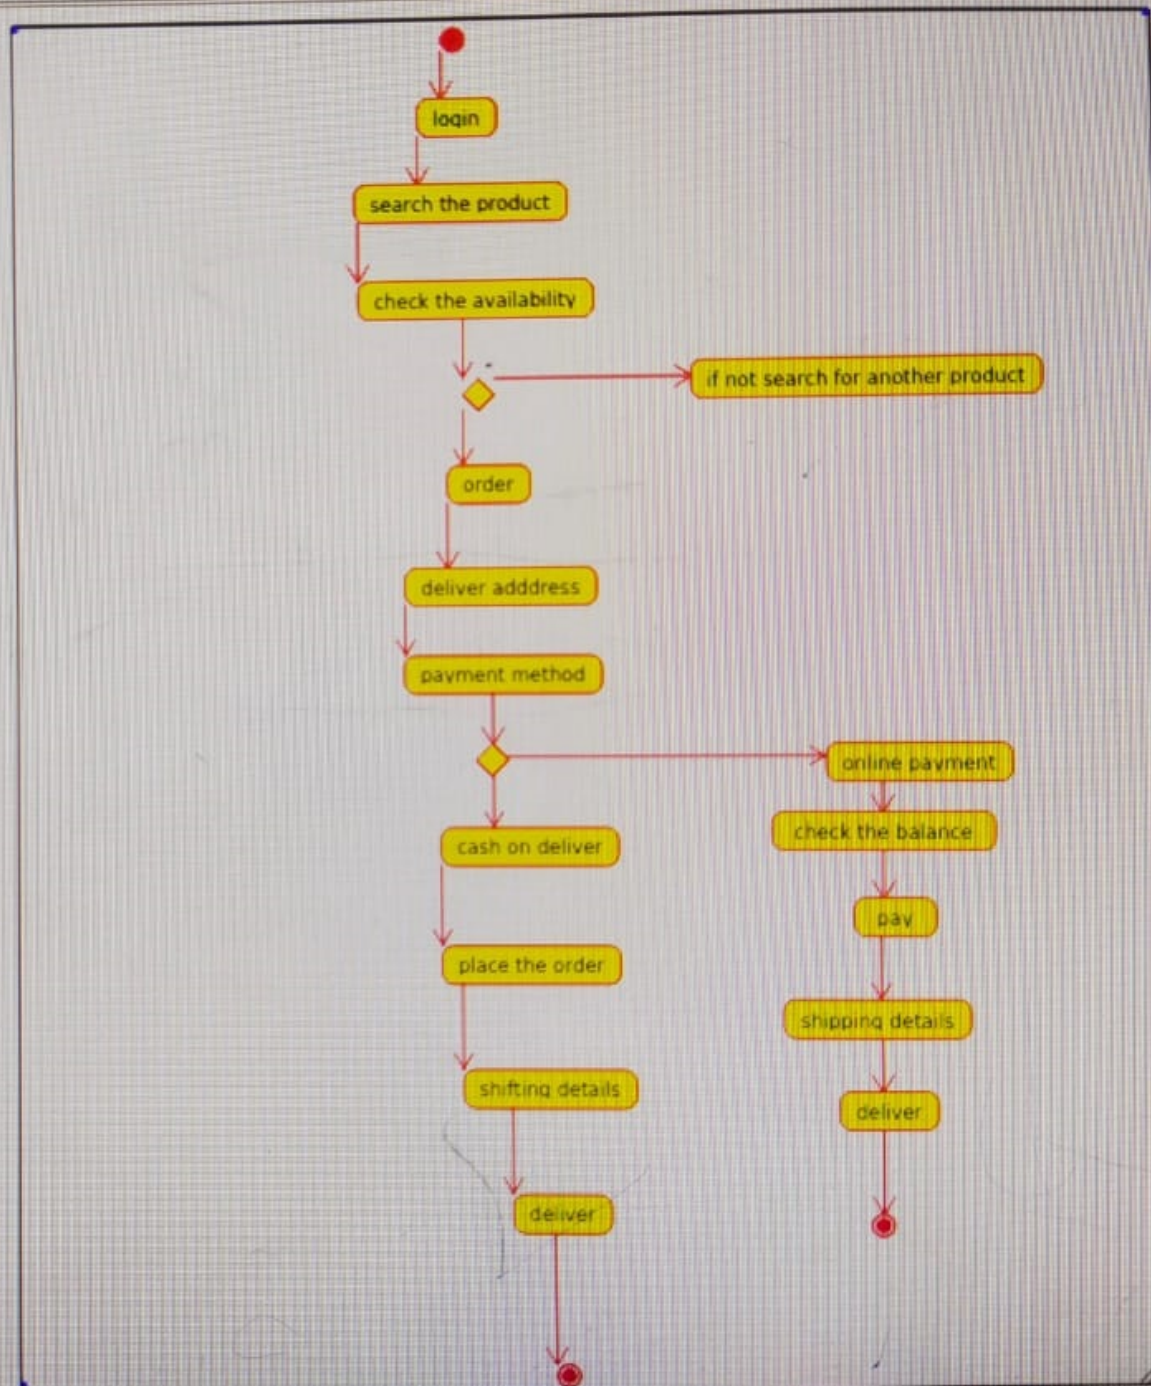 login
search the product
check the availability
if not search for another product
order
deliver adddress
payment method
online payment
cash on deliver
check the balance
pay
place the order
shipping details
shifting details
deliver
deliver